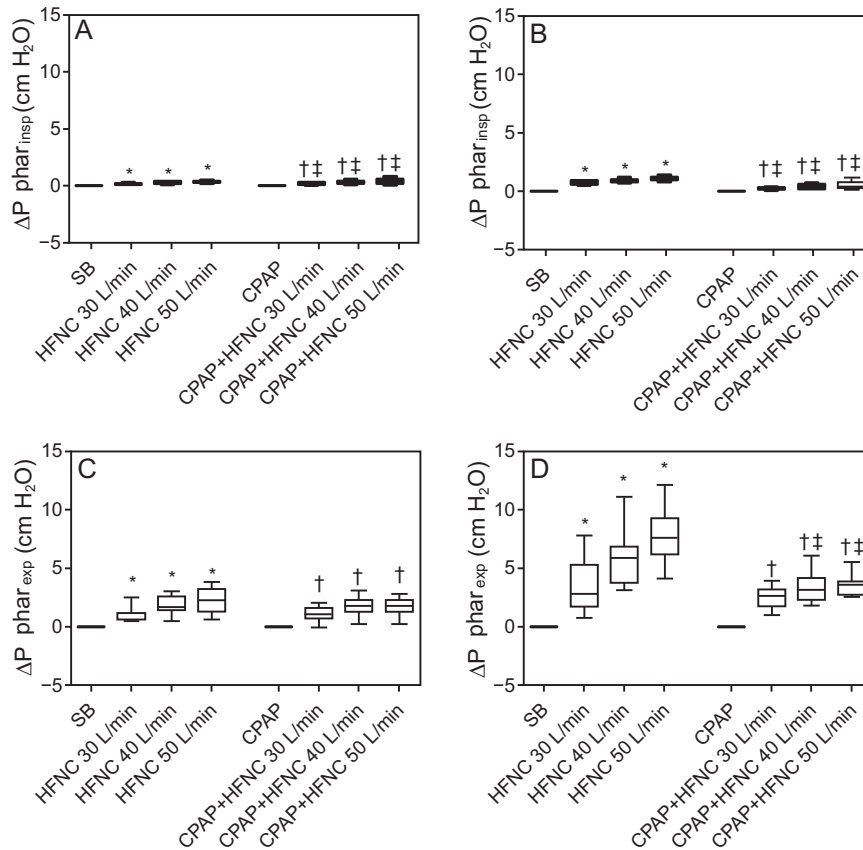 A
ΔP phar insp (cm H2O)
15
10
5
0
−5
* * *
†‡ †‡ †‡
SB
HFNC 30 L/min
HFNC 40 L/min
HFNC 50 L/min
CPAP
CPAP+HFNC 30 L/min
CPAP+HFNC 40 L/min
CPAP+HFNC 50 L/min
B
ΔP phar insp (cm H2O)
15
10
5
0
−5
* * *
†‡ †‡ †‡
SB
HFNC 30 L/min
HFNC 40 L/min
HFNC 50 L/min
CPAP
CPAP+HFNC 30 L/min
CPAP+HFNC 40 L/min
CPAP+HFNC 50 L/min
C
ΔP phar exp (cm H2O)
15
10
5
0
−5
* * *
† † †
SB
HFNC 30 L/min
HFNC 40 L/min
HFNC 50 L/min
CPAP
CPAP+HFNC 30 L/min
CPAP+HFNC 40 L/min
CPAP+HFNC 50 L/min
D
ΔP phar exp (cm H2O)
15
10
5
0
−5
* * *
† †‡ †‡
SB
HFNC 30 L/min
HFNC 40 L/min
HFNC 50 L/min
CPAP
CPAP+HFNC 30 L/min
CPAP+HFNC 40 L/min
CPAP+HFNC 50 L/min